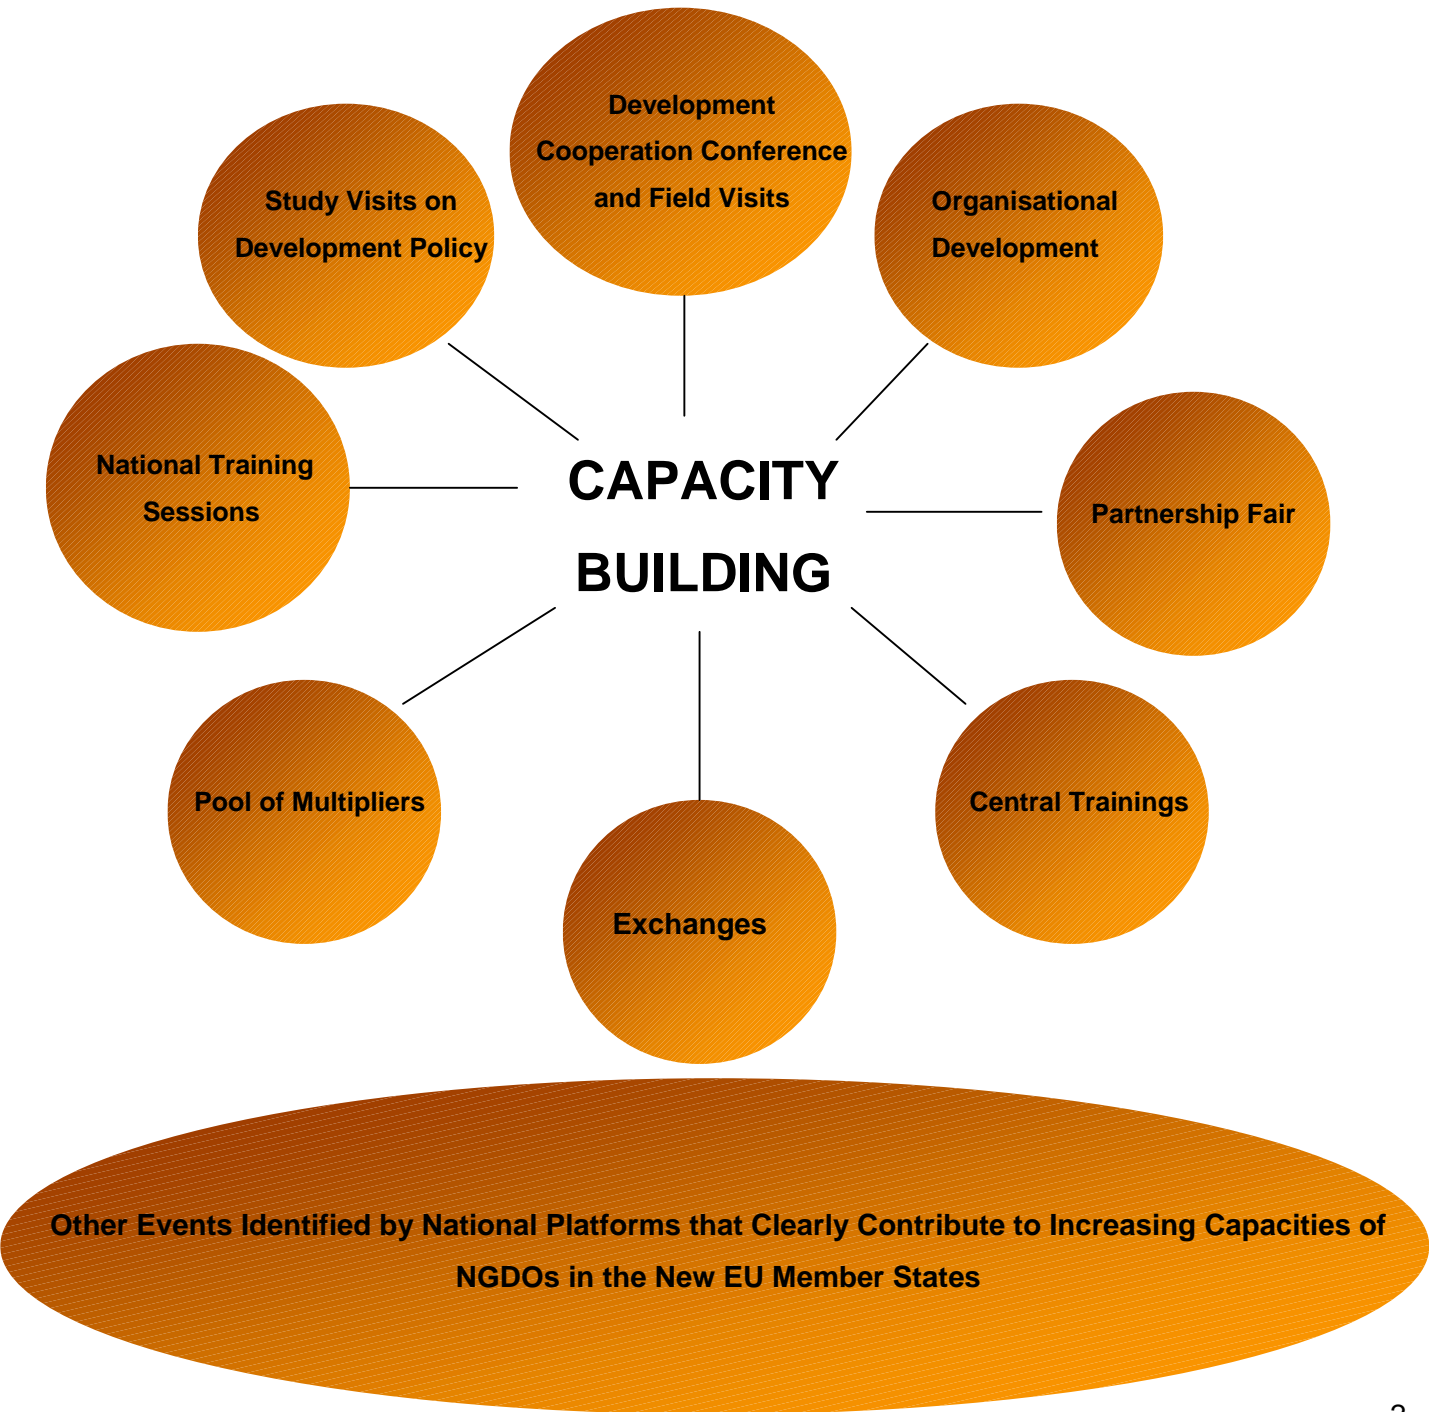 Development
Cooperation Conference
and Field Visits
Study Visits on
Development Policy
Organisational
Development
National Training
Sessions
CAPACITY
BUILDING
Partnership Fair
Pool of Multipliers
Central Trainings
Exchanges
Other Events Identified by National Platforms that Clearly Contribute to Increasing Capacities of
NGDOs in the New EU Member States